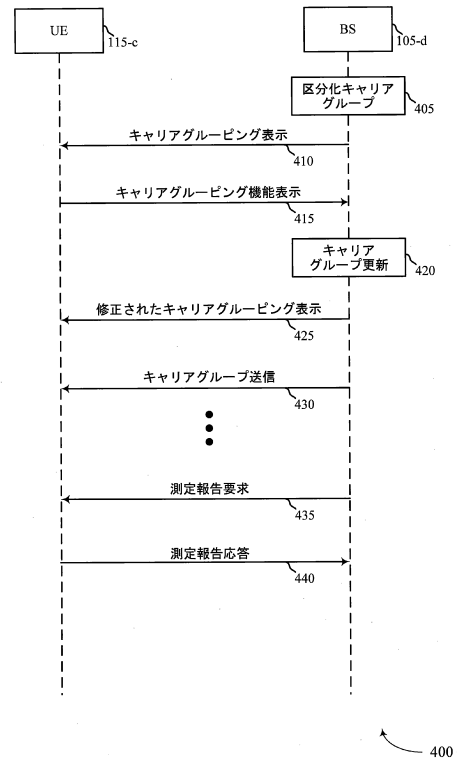 UE
115-c
BS
105-d
区分化キャリア
グループ
405
キャリアグルーピング表示
410
キャリアグルーピング機能表示
415
キャリア
グループ更新
420
修正されたキャリアグルーピング表示
425
キャリアグループ送信
430
測定報告要求
435
測定報告応答
440
400